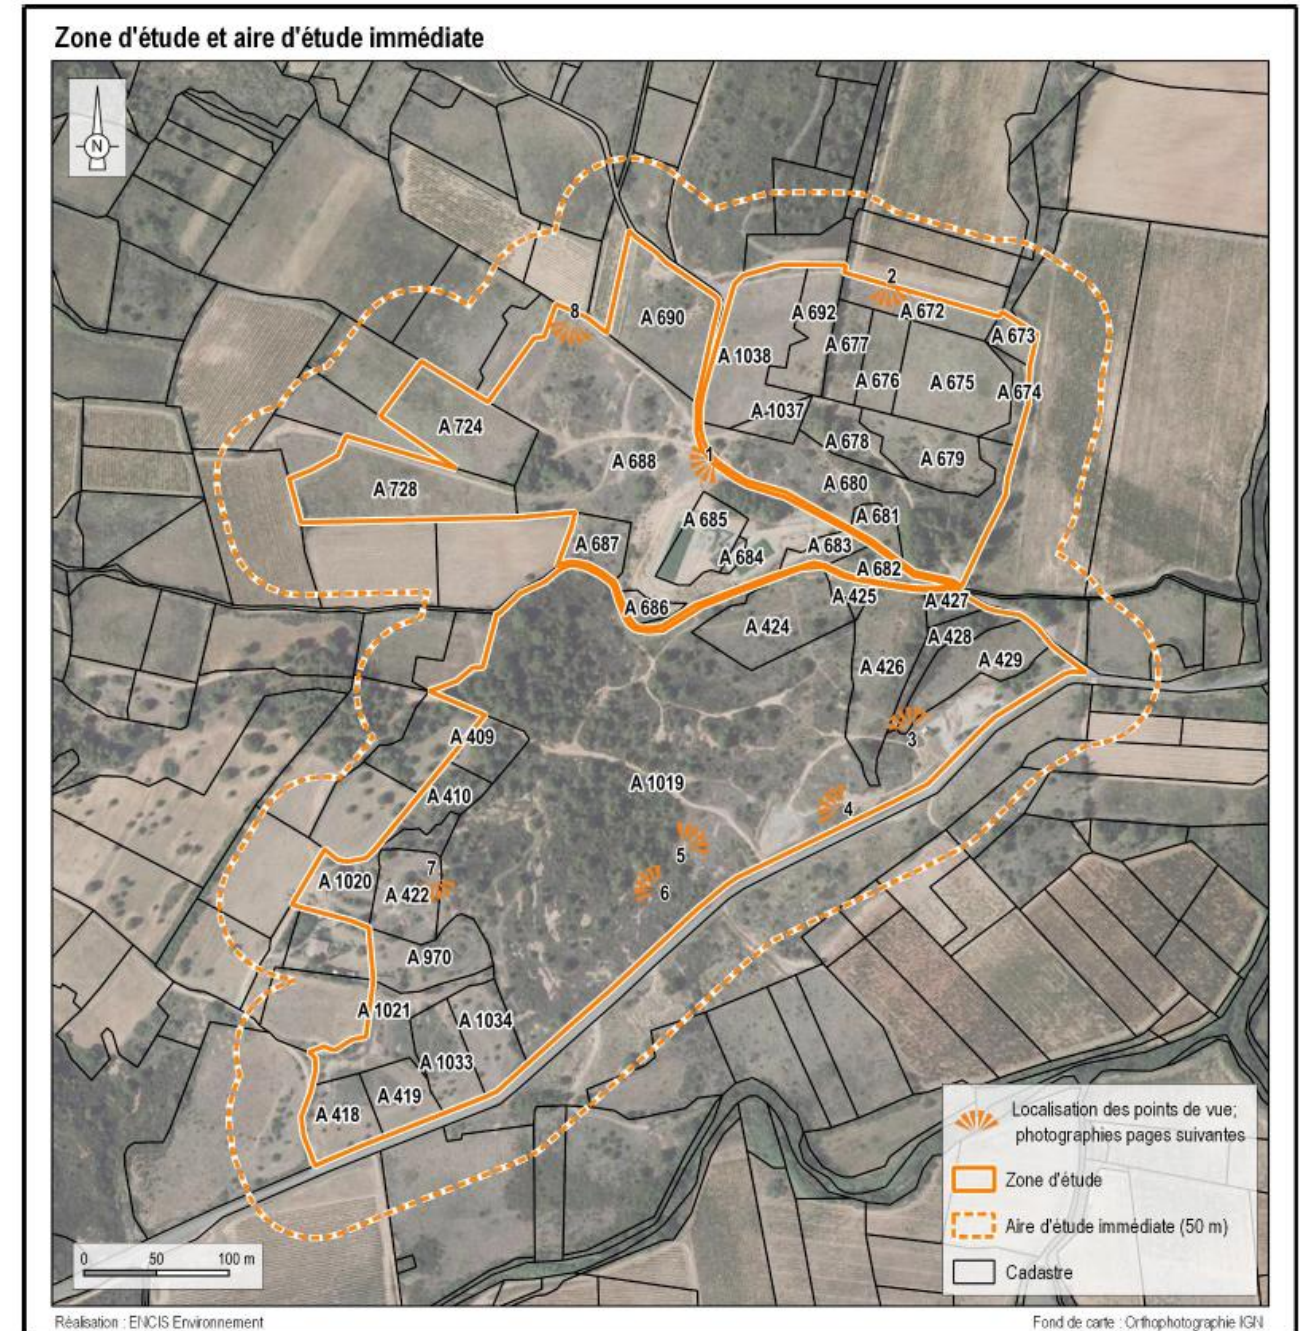 Zone d'étude et aire d'étude immédiate
N
2
A 672
8
A 690
A 692
A 673
A 677
A 1038
A 676
A 675
A 674
A 1037
A 724
A 678
1
A 688
A 679
A 728
A 680
A 685
A 681
A 687
A 683
A 684
A 682
A 425
A 427
A 686
A 424
A 428
A 429
A 426
A 409
3
A 1019
A 410
4
5
7
A 1020
A 422
6
A 970
A 1021
A 1034
A 1033
A 419
A 418
Localisation des points de vue;
photographies pages suivantes
Zone d'étude
Aire d'étude immédiate (50 m)
Cadastre
0 50 100 m
Réalisation : ENCIS Environnement
Fond de carte : Orthophotographie IGN